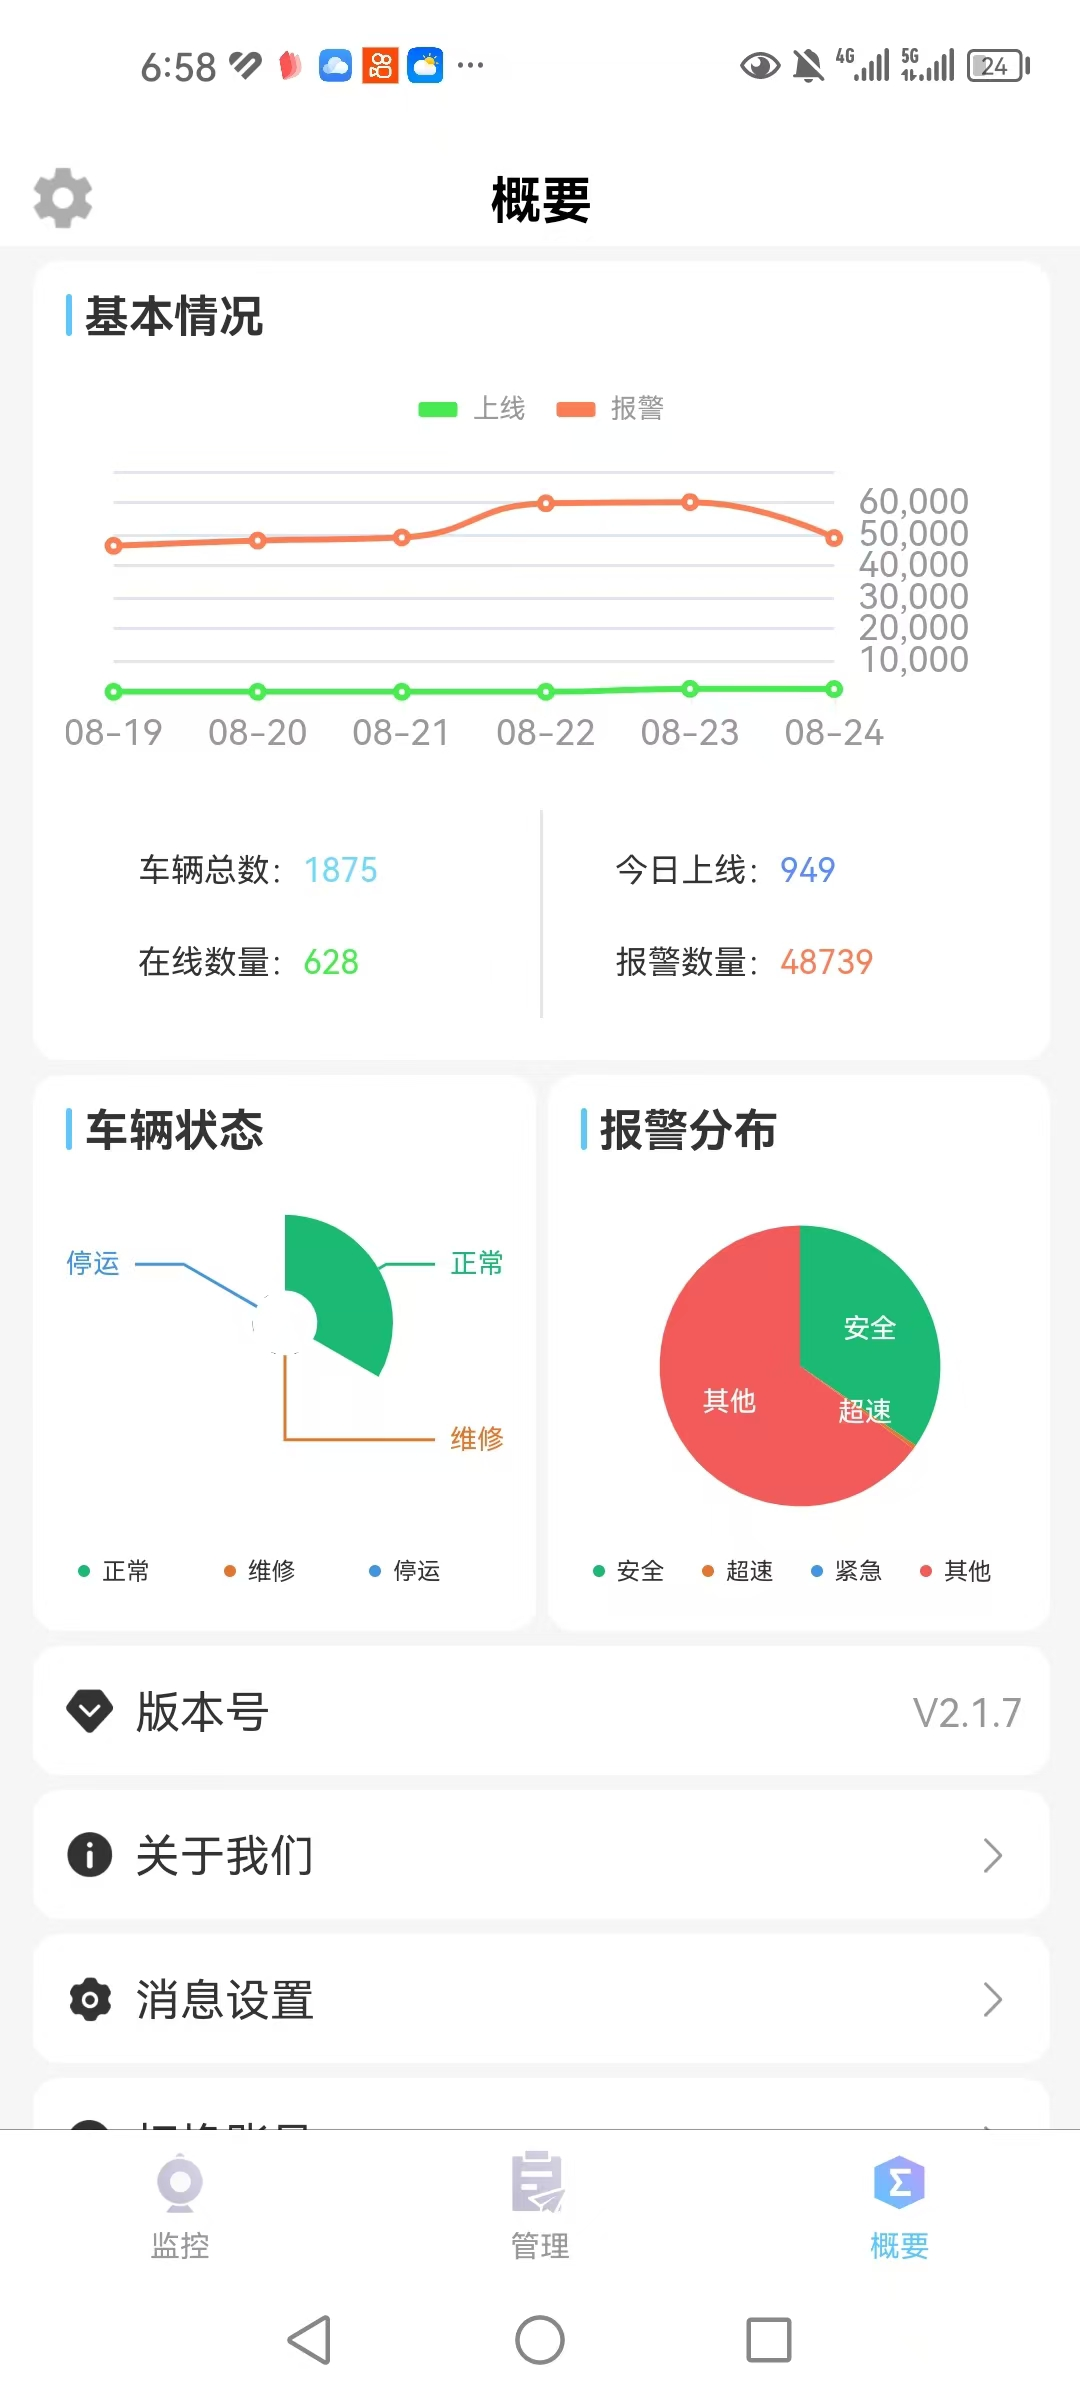 6:58 4G 5G 24
概要
基本情况
上线 报警
60,000
50,000
40,000
30,000
20,000
10,000
08-19 08-20 08-21 08-22 08-23 08-24
车辆总数: 1875 今日上线: 949
在线数量: 628 报警数量: 48739
车辆状态 报警分布
停运 正常
维修
安全
其他 超速
正常 维修 停运
安全 超速 紧急 其他
版本号 V2.1.7
关于我们
消息设置
监控 管理 概要